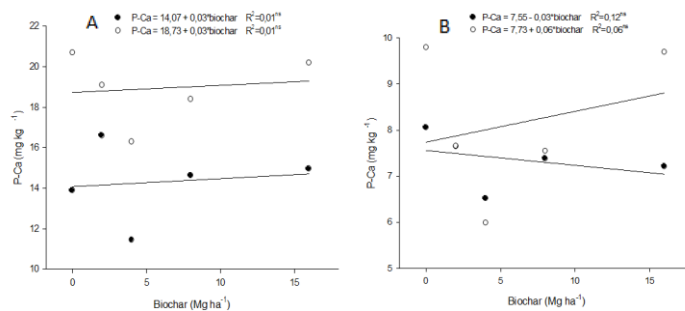 A
P-Ca = 14,07 + 0,03*biochar R²=0,01ⁿˢ
P-Ca = 18,73 + 0,03*biochar R²=0,01ⁿˢ
22
20
18
16
14
12
10
P-Ca (mg kg⁻¹)
0 5 10 15
Biochar (Mg ha⁻¹)
B
P-Ca = 7,55 - 0,03*biochar R²=0,12ⁿˢ
P-Ca = 7,73 + 0,06*biochar R²=0,06ⁿˢ
10
9
8
7
6
5
P-Ca (mg kg⁻¹)
0 5 10 15
Biochar (Mg ha⁻¹)